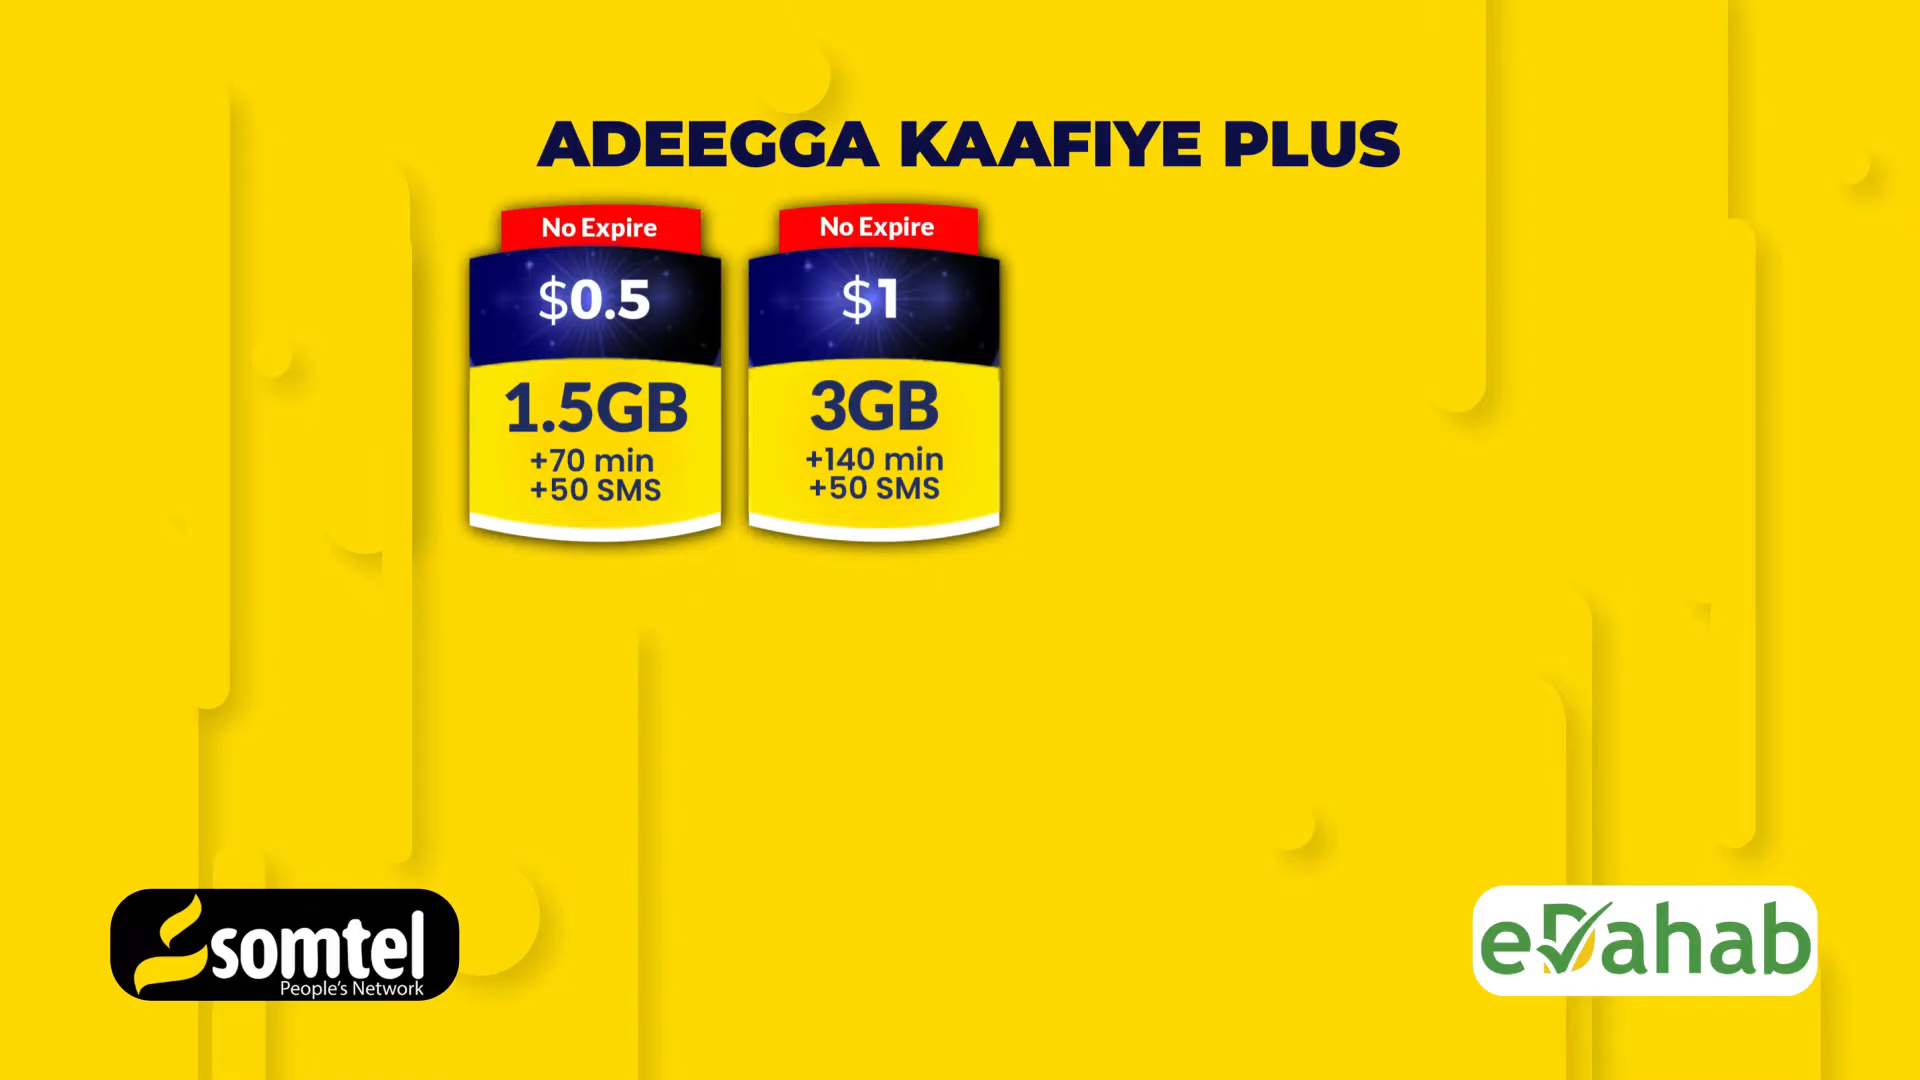 ADEEGGA KAAFIYE PLUS
No Expire
$0.5
1.5GB
+70 min
+50 SMS
No Expire
$1
3GB
+140 min
+50 SMS
somtel
People's Network
eDahab